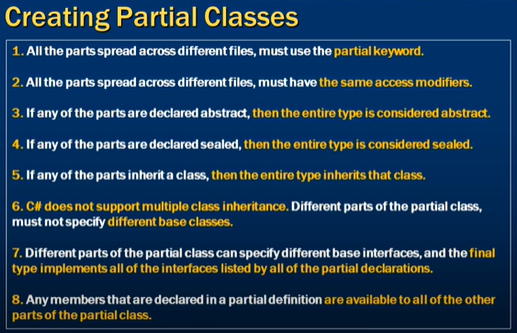 Creating Partial Classes
1. All the parts spread across different files, must use the partial keyword.
2. All the parts spread across different files, must have the same access modifiers.
3. If any of the parts are declared abstract, then the entire type is considered abstract.
4. If any of the parts are declared sealed, then the entire type is considered sealed.
5. If any of the parts inherit a class, then the entire type inherits that class.
6. C# does not support multiple class inheritance. Different parts of the partial class,
must not specify different base classes.
7. Different parts of the partial class can specify different base interfaces, and the final
type implements all of the interfaces listed by all of the partial declarations.
8. Any members that are declared in a partial definition are available to all of the other
parts of the partial class.